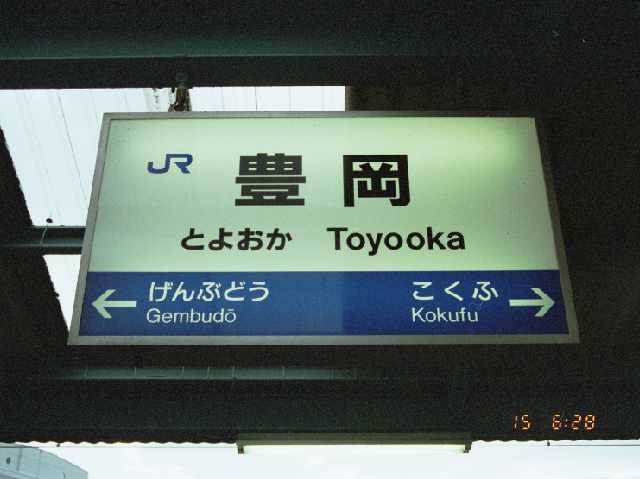 JR 豊岡
とよおか Toyooka
げんぶどう こくふ
Gembudō Kokufu
15 6:28